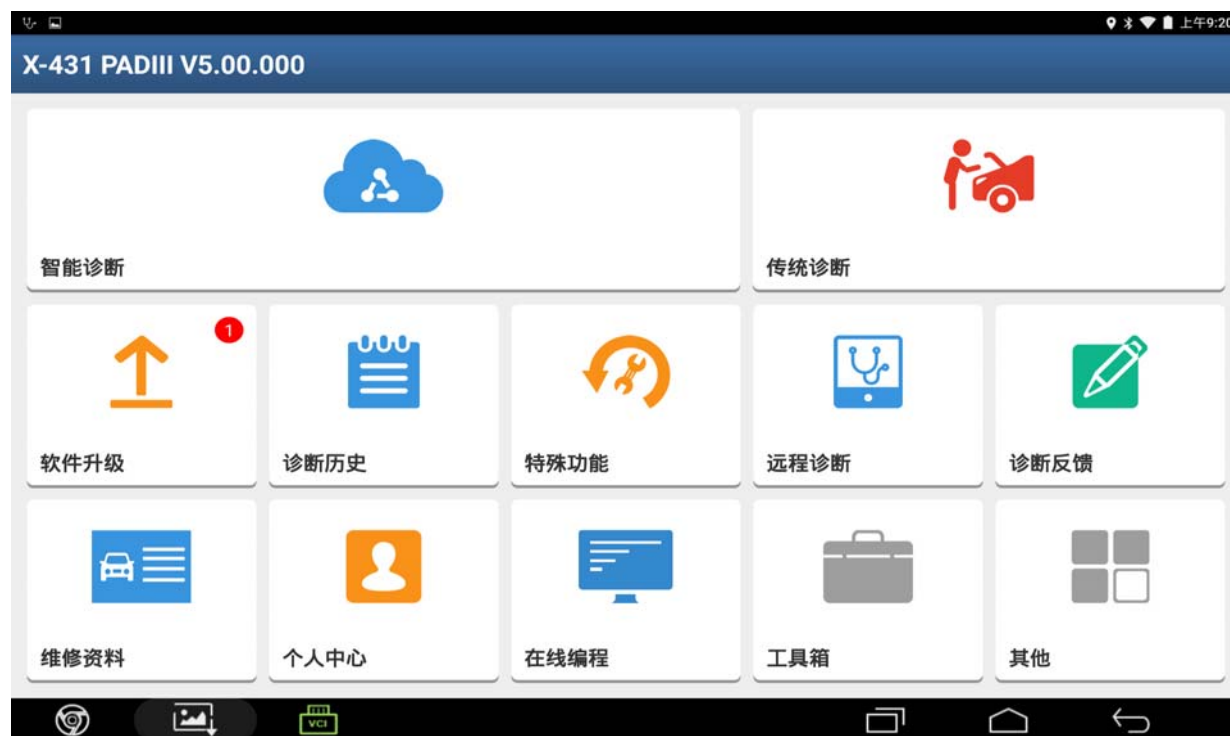 上午9:20
X-431 PADIII V5.00.000
智能诊断
传统诊断
1
软件升级
诊断历史
特殊功能
远程诊断
诊断反馈
维修资料
个人中心
在线编程
工具箱
其他
VCI